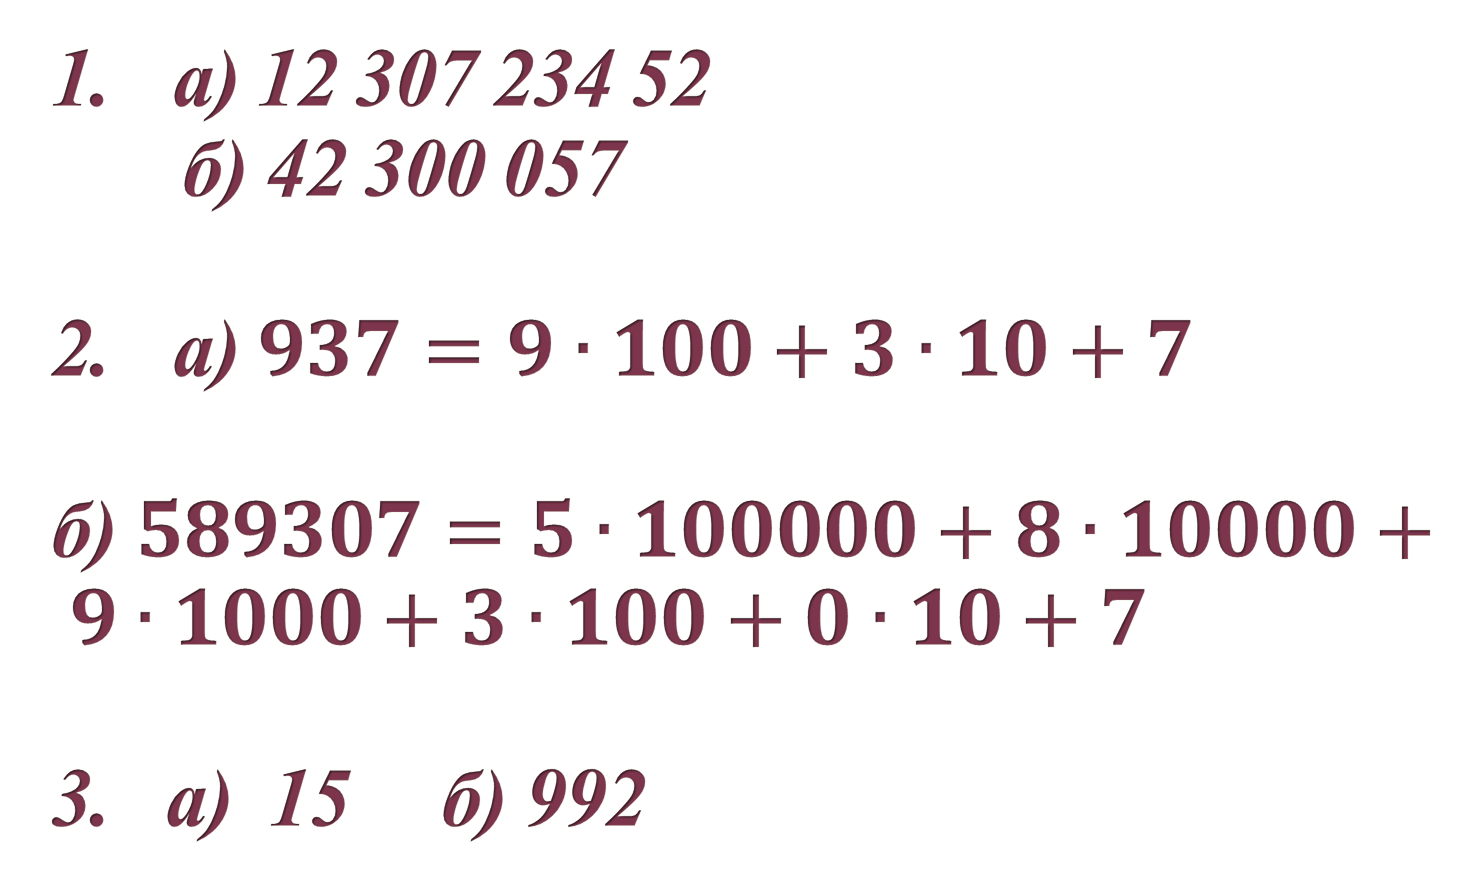 1. а) 12 307 234 52
б) 42 300 057
2. а) 937 = 9 · 100 + 3 · 10 + 7
б) 589307 = 5 · 100000 + 8 · 10000 +
9 · 1000 + 3 · 100 + 0 · 10 + 7
3. а) 15 б) 992